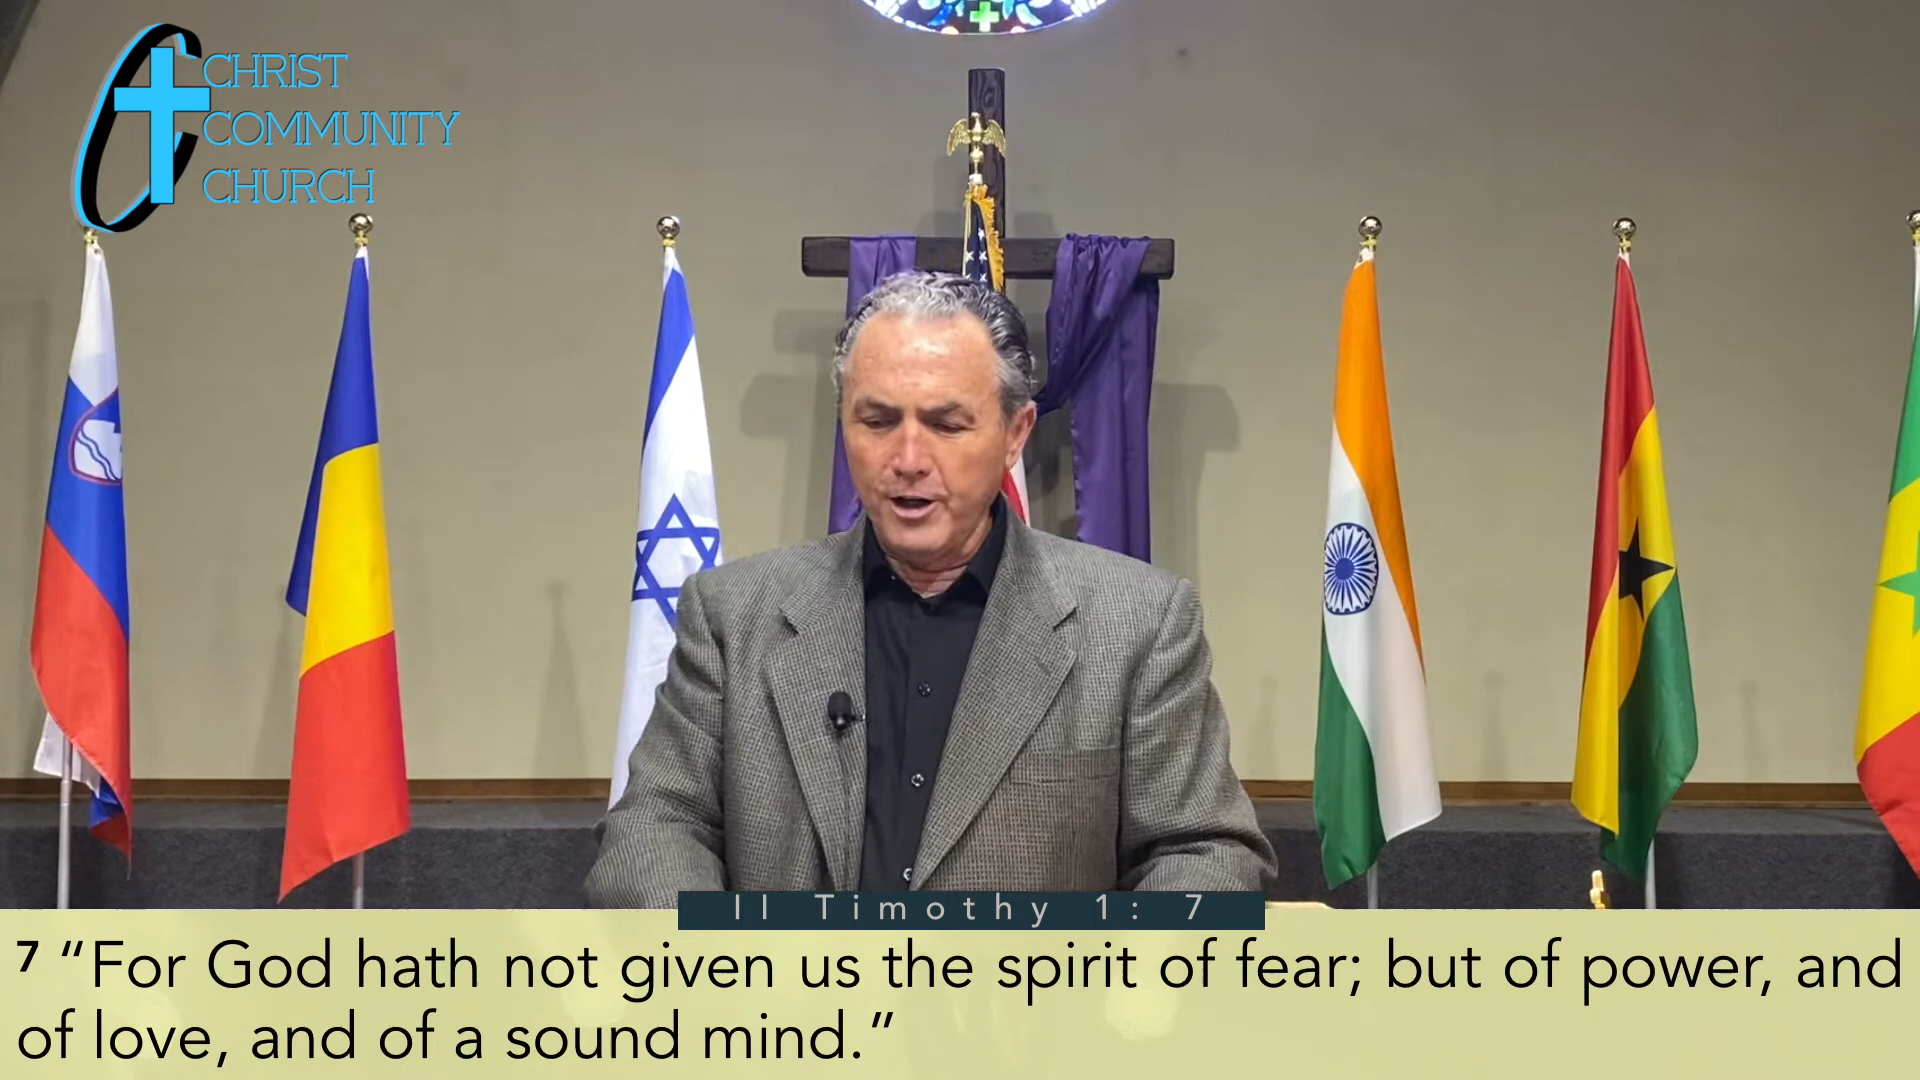 CHRIST
COMMUNITY
CHURCH
II Timothy 1: 7
7 “For God hath not given us the spirit of fear; but of power, and
of love, and of a sound mind.”